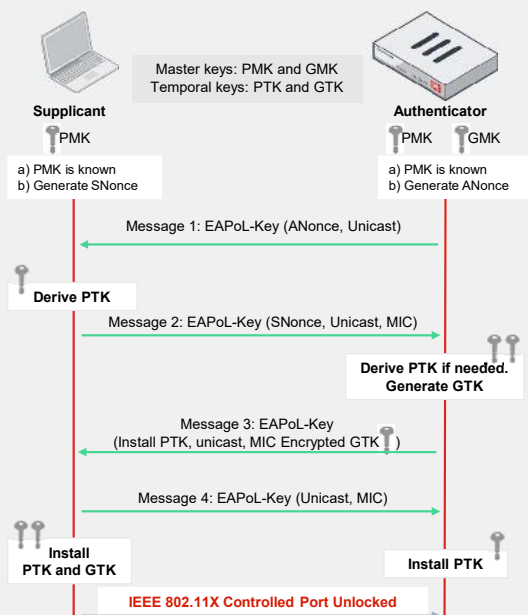 Master keys: PMK and GMK
Temporal keys: PTK and GTK
Supplicant
Authenticator
PMK
PMK
GMK
a) PMK is known
b) Generate SNonce
a) PMK is known
b) Generate ANonce
Message 1: EAPoL-Key (ANonce, Unicast)
Derive PTK
Message 2: EAPoL-Key (SNonce, Unicast, MIC)
Derive PTK if needed.
Generate GTK
Message 3: EAPoL-Key
(Install PTK, unicast, MIC Encrypted GTK )
Message 4: EAPoL-Key (Unicast, MIC)
Install
PTK and GTK
Install PTK
IEEE 802.11X Controlled Port Unlocked